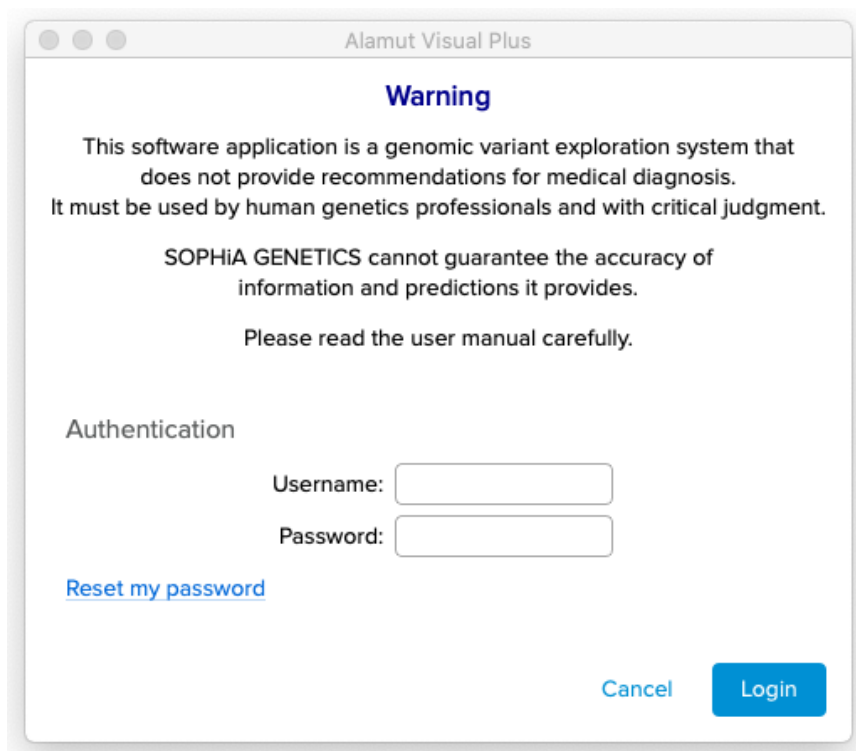 Alamut Visual Plus
Warning
This software application is a genomic variant exploration system that
does not provide recommendations for medical diagnosis.
It must be used by human genetics professionals and with critical judgment.
SOPHiA GENETICS cannot guarantee the accuracy of
information and predictions it provides.
Please read the user manual carefully.
Authentication
Username:
Password:
Reset my password
Cancel Login